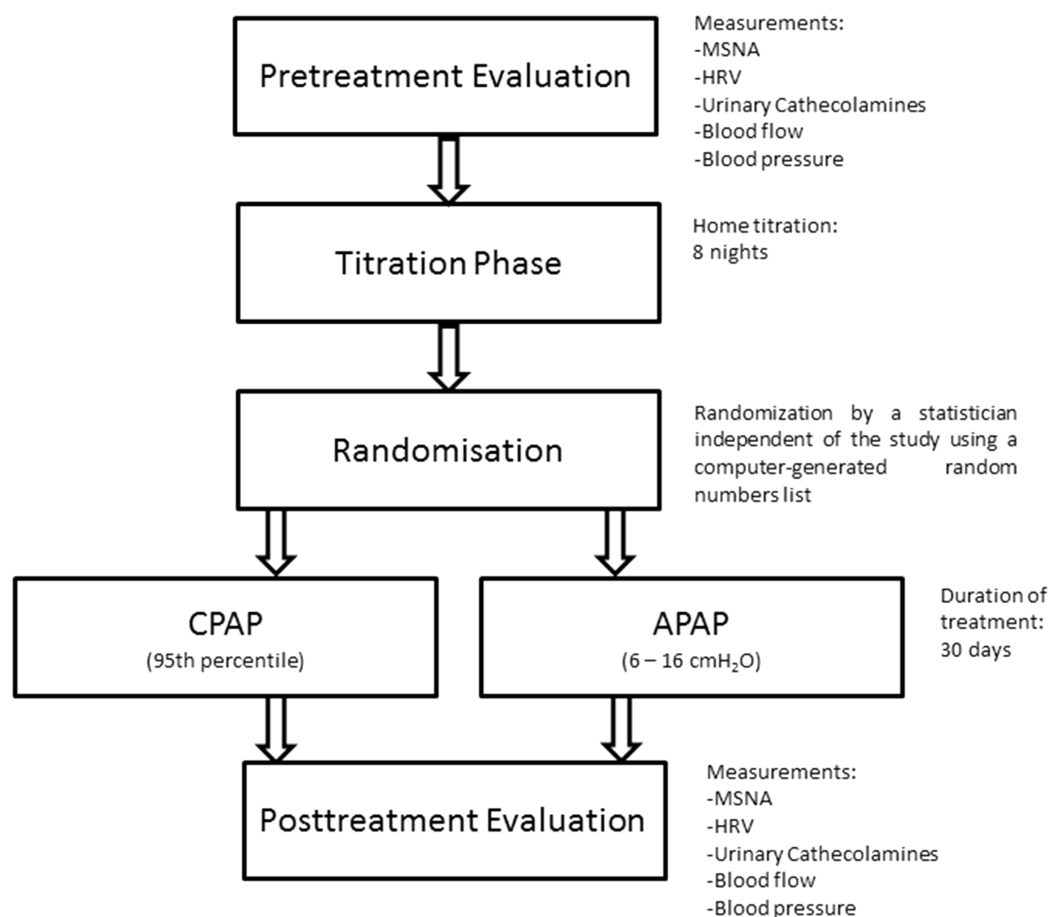 Pretreatment Evaluation
Measurements:
-MSNA
-HRV
-Urinary Cathecolamines
-Blood flow
-Blood pressure
Titration Phase
Home titration:
8 nights
Randomisation
Randomization by a statistician
independent of the study using a
computer-generated random
numbers list
CPAP
(95th percentile)
APAP
(6 – 16 cmH₂O)
Duration of
treatment:
30 days
Posttreatment Evaluation
Measurements:
-MSNA
-HRV
-Urinary Cathecolamines
-Blood flow
-Blood pressure